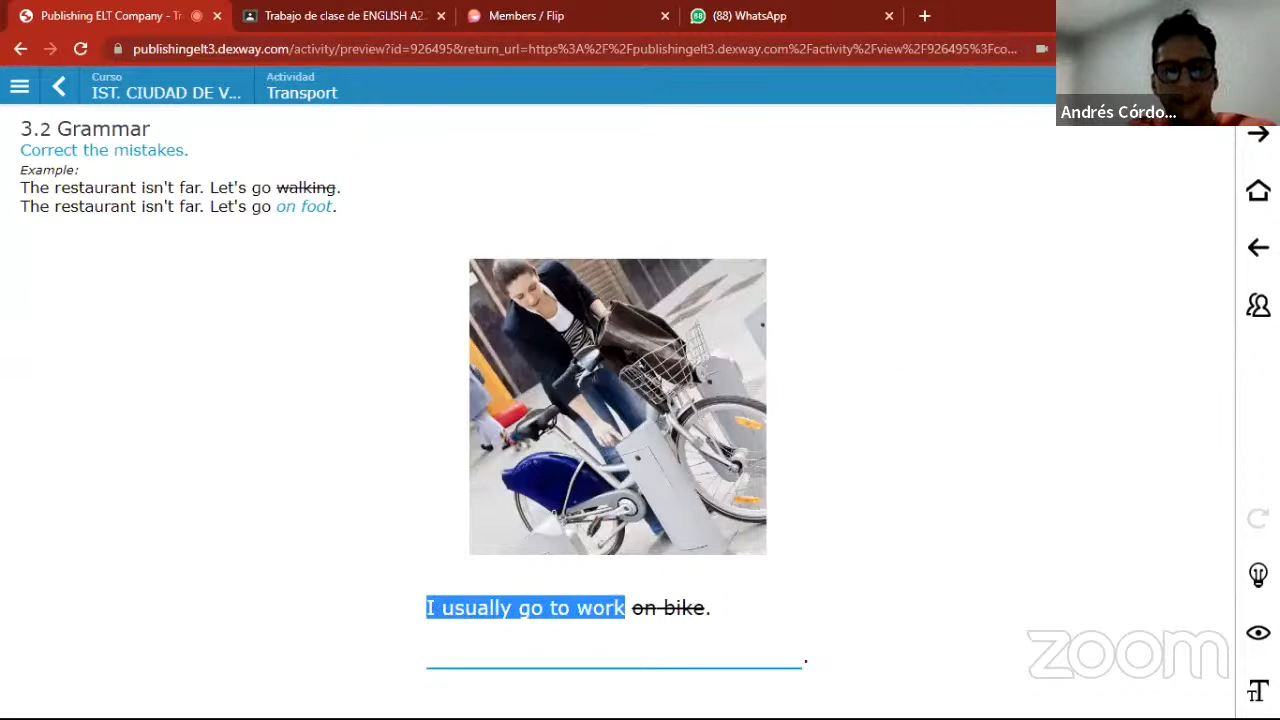 Publishing ELT Company - Tr
Trabajo de clase de ENGLISH A2.
Members / Flip
(88) WhatsApp
publishingelt3.dexway.com/activity/preview?id=926495&return_url=https%3A%2F%2Fpublishingelt3.dexway.com%2Factivity%2Fview%2F926495%3Fco...
Curso
IST. CIUDAD DE V...
Actividad
Transport
Andrés Córdo...
3.2 Grammar
Correct the mistakes.
Example:
The restaurant isn't far. Let's go walking.
The restaurant isn't far. Let's go on foot.
I usually go to work on bike.
.
zoom